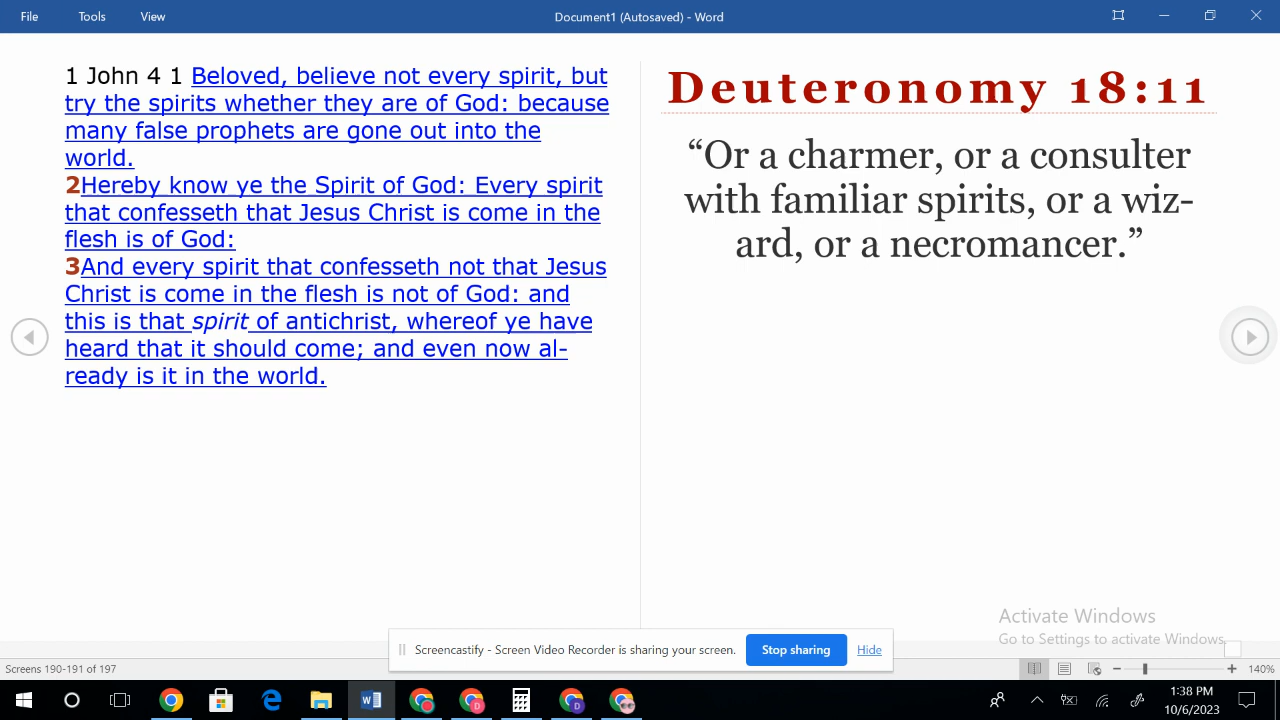 File Tools View Document1 (Autosaved) - Word
1 John 4 1 Beloved, believe not every spirit, but
try the spirits whether they are of God: because
many false prophets are gone out into the
world.
2Hereby know ye the Spirit of God: Every spirit
that confesseth that Jesus Christ is come in the
flesh is of God:
3And every spirit that confesseth not that Jesus
Christ is come in the flesh is not of God: and
this is that spirit of antichrist, whereof ye have
heard that it should come; and even now al-
ready is it in the world.
Deuteronomy 18:11
“Or a charmer, or a consulter
with familiar spirits, or a wiz-
ard, or a necromancer.”
Activate Windows
Go to Settings to activate Windows.
Screencastify - Screen Video Recorder is sharing your screen. Stop sharing Hide
Screens 190-191 of 197 140%
1:38 PM
10/6/2023